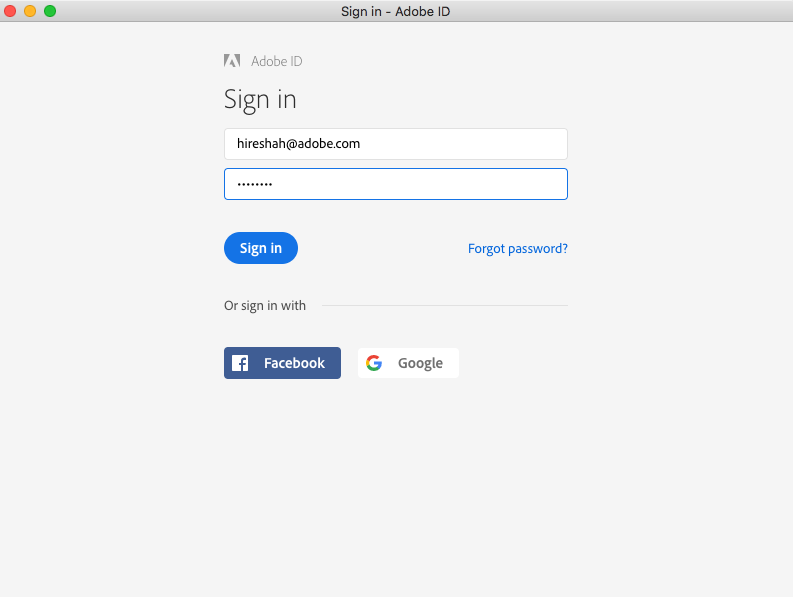 Sign in - Adobe ID
Adobe ID
Sign in
hireshah@adobe.com
••••••••
Sign in
Forgot password?
Or sign in with
Facebook
Google